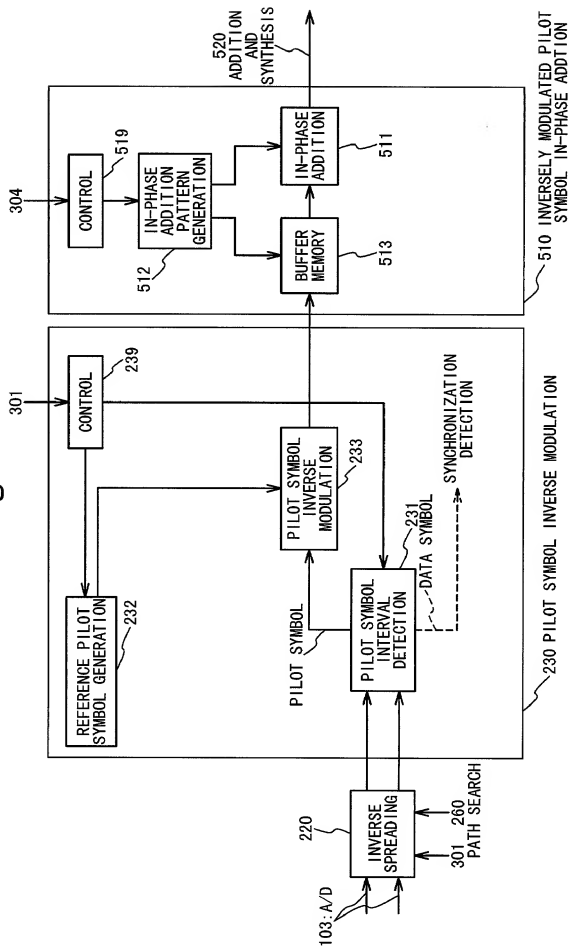 103:A/D
220
INVERSE
SPREADING
301
PATH SEARCH
260
REFERENCE PILOT
SYMBOL GENERATION
232
301
CONTROL
239
PILOT SYMBOL
PILOT SYMBOL
INVERSE
MODULATION
233
PILOT SYMBOL
INTERVAL
DETECTION
231
DATA SYMBOL
SYNCHRONIZATION
DETECTION
230 PILOT SYMBOL INVERSE MODULATION
304
CONTROL
519
IN-PHASE
ADDITION
PATTERN
GENERATION
512
BUFFER
MEMORY
513
IN-PHASE
ADDITION
511
520
ADDITION
AND
SYNTHESIS
510 INVERSELY MODULATED PILOT
SYMBOL IN-PHASE ADDTION